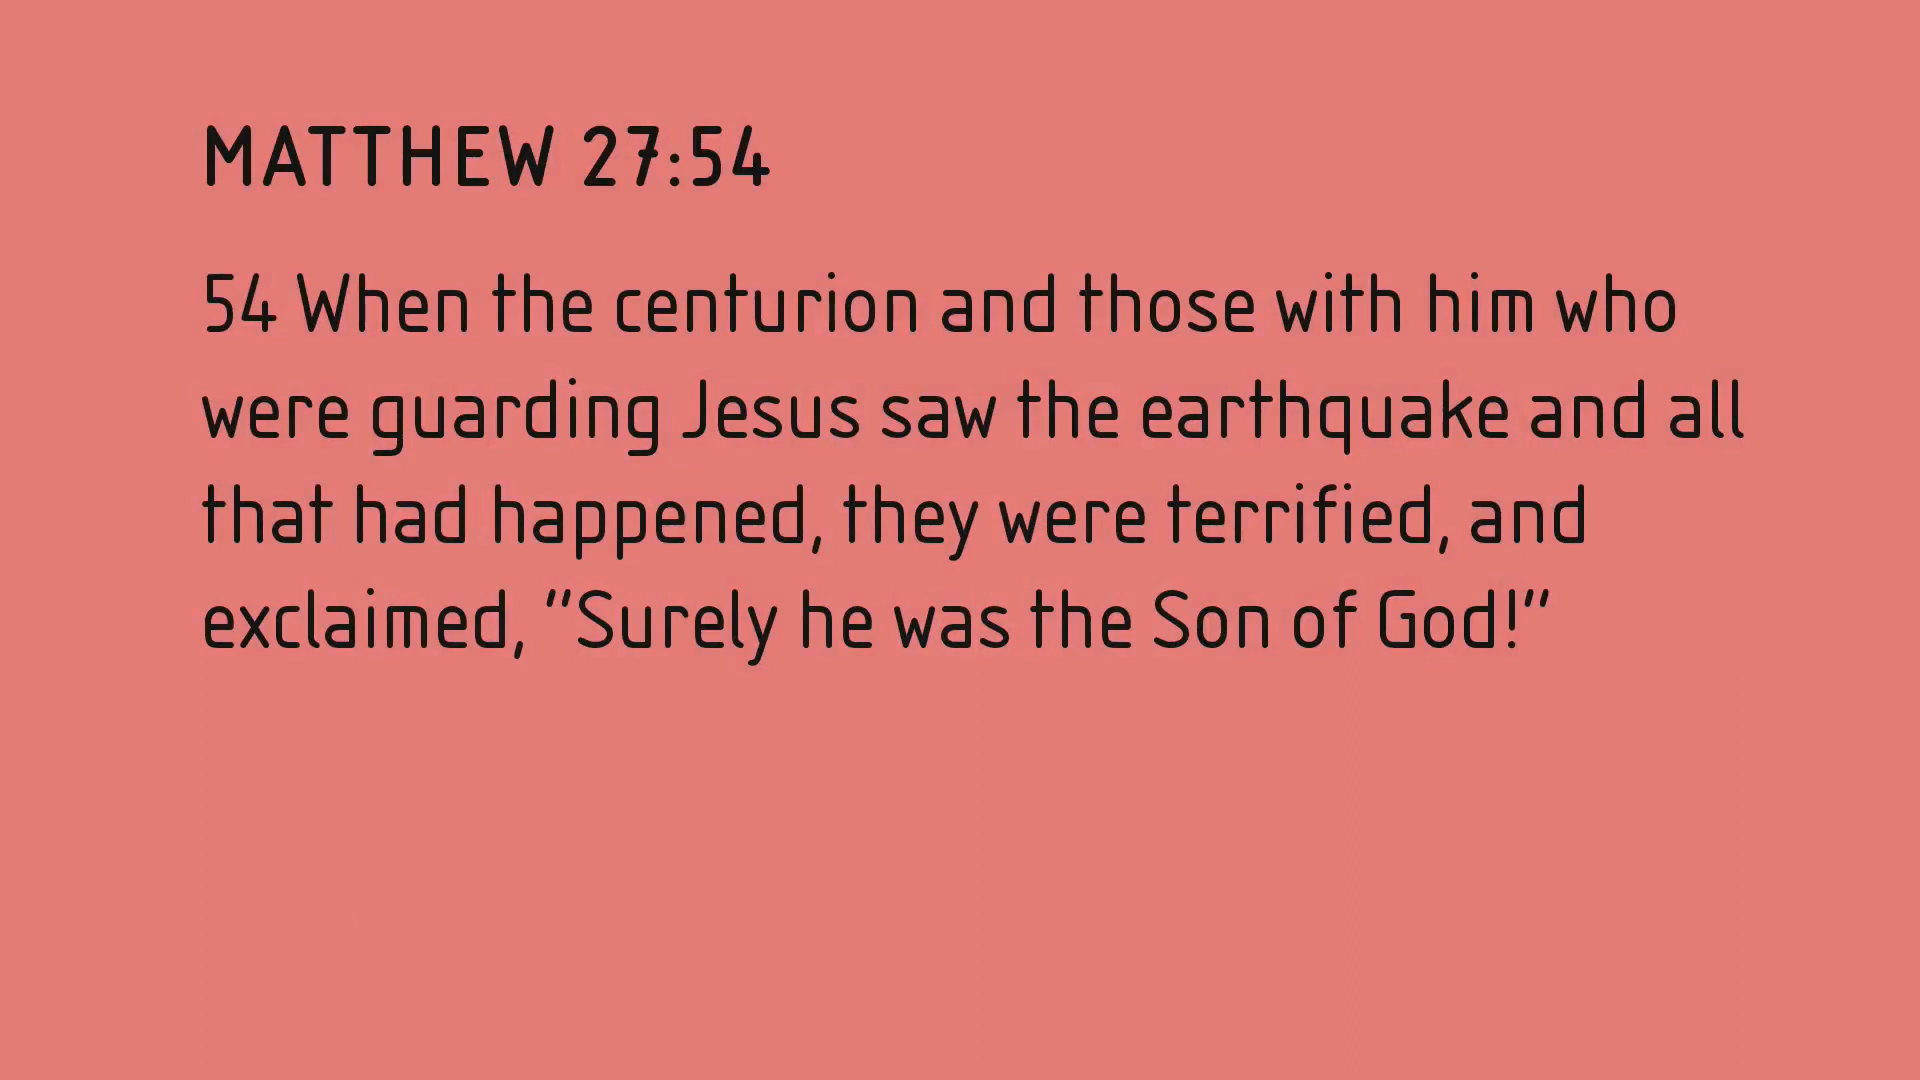 MATTHEW 27:54
54 When the centurion and those with him who
were guarding Jesus saw the earthquake and all
that had happened, they were terrified, and
exclaimed, “Surely he was the Son of God!”